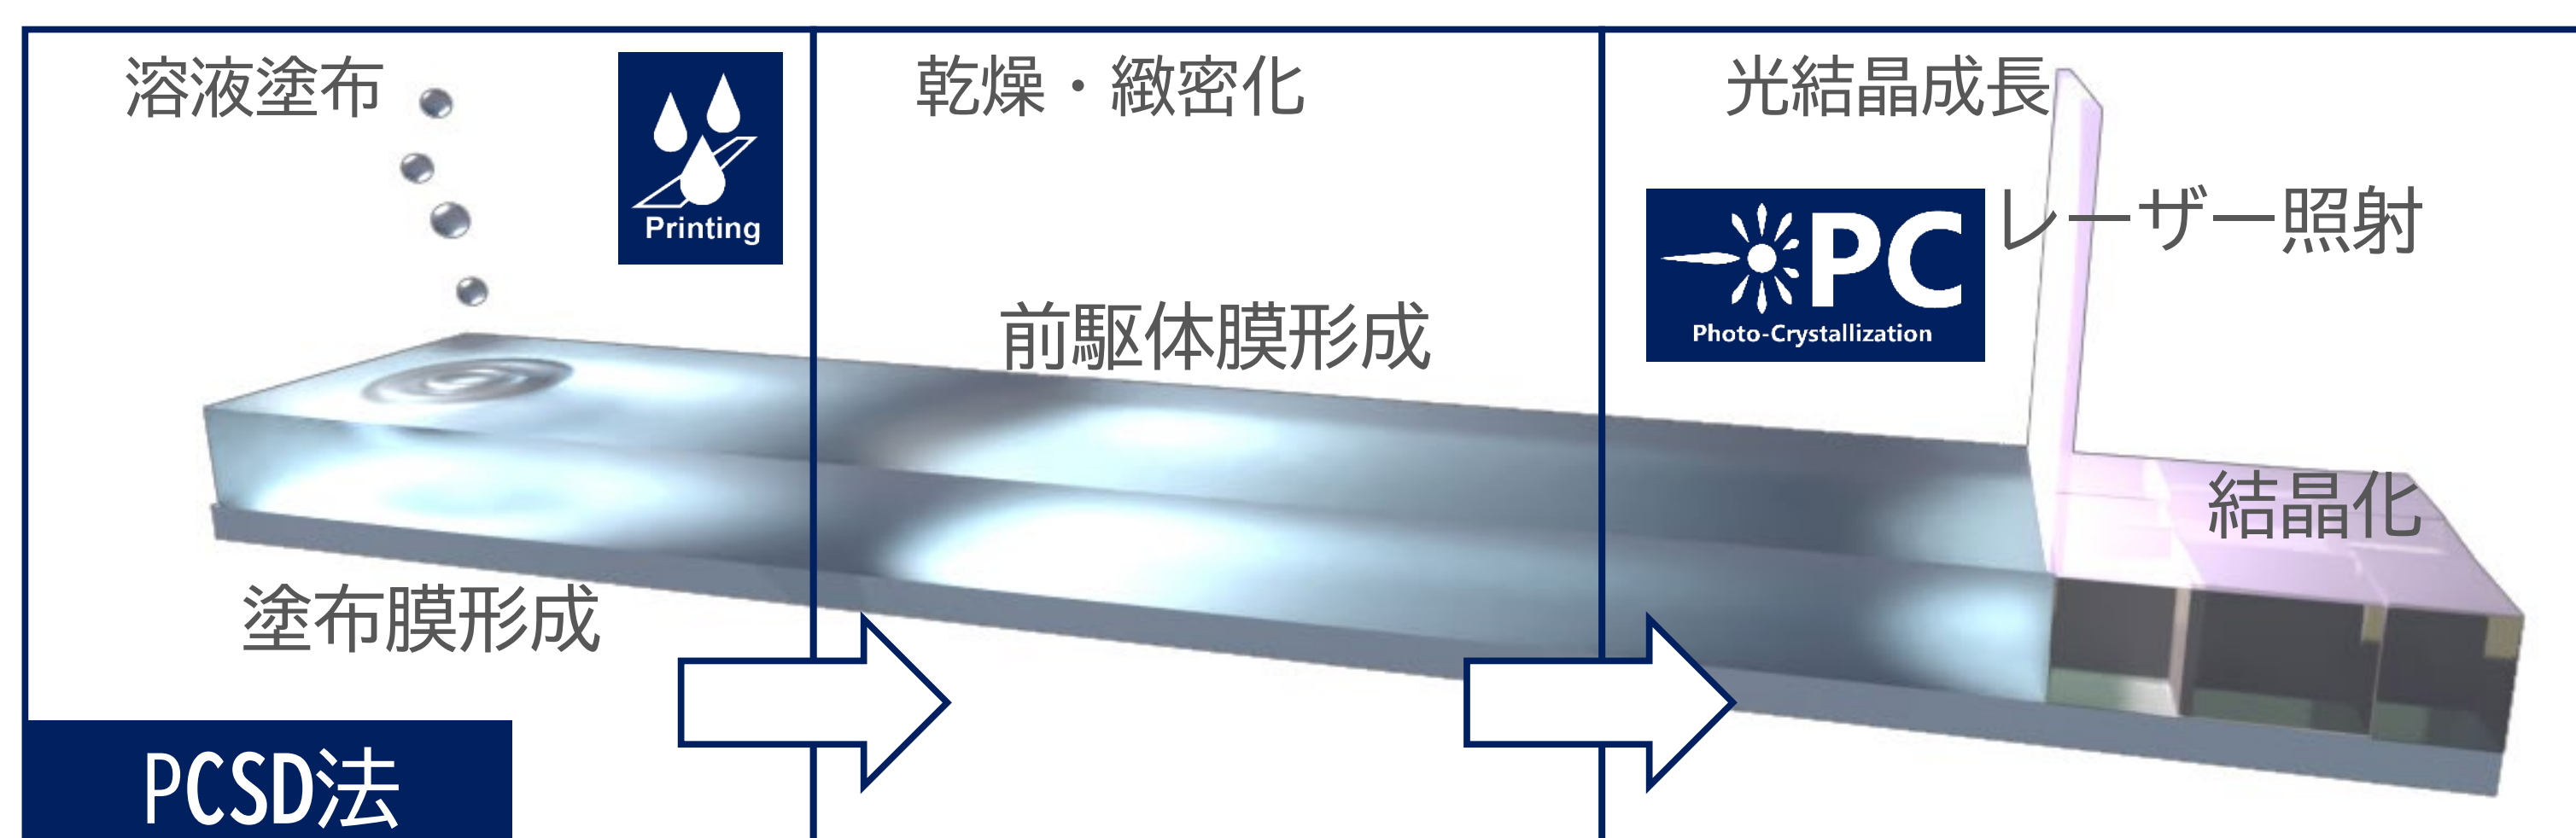 溶液塗布
Printing
塗布膜形成
PCSD法
乾燥・緻密化
前駆体膜形成
光結晶成長
PC
Photo-Crystallization
レーザー照射
結晶化